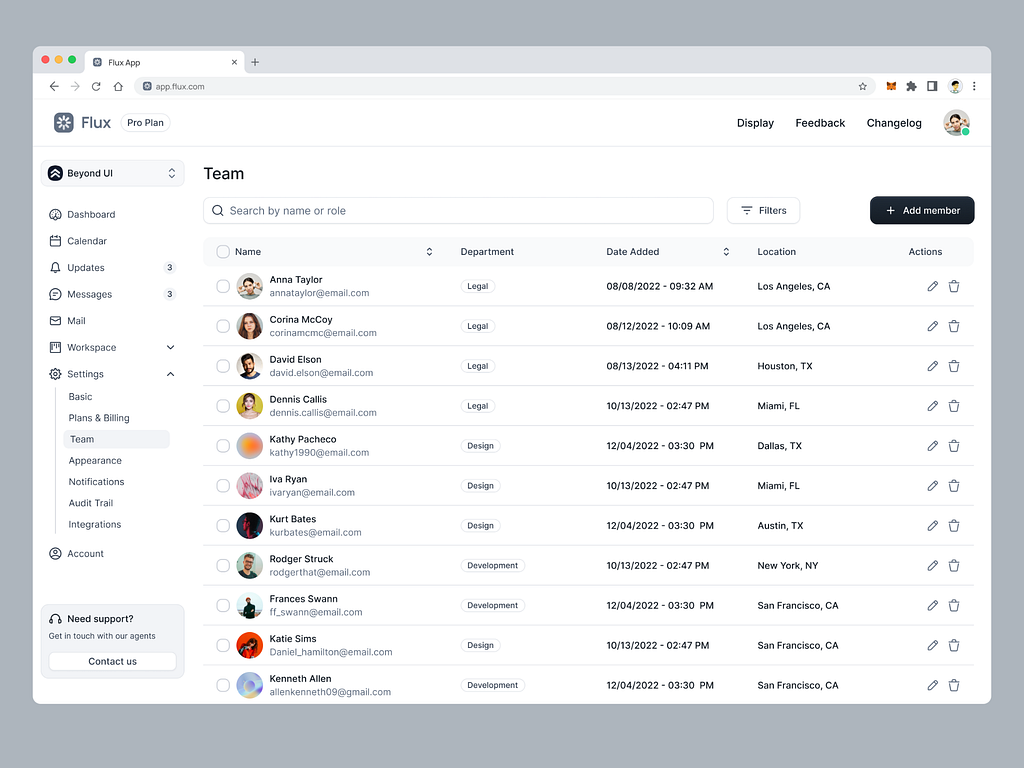 Flux App
app.flux.com
Flux
Pro Plan
Display
Feedback
Changelog
Beyond UI
Dashboard
Calendar
Updates 3
Messages 3
Mail
Workspace
Settings
Basic
Plans & Billing
Team
Appearance
Notifications
Audit Trail
Integrations
Account
Need support?
Get in touch with our agents
Contact us
Team
Search by name or role
Filters
Add member
Name Department Date Added Location Actions
Anna Taylor
annataylor@email.com
Legal
08/08/2022 - 09:32 AM
Los Angeles, CA
Corina McCoy
corinamcmc@email.com
Legal
08/12/2022 - 10:09 AM
Los Angeles, CA
David Elson
david.elson@email.com
Legal
08/13/2022 - 04:11 PM
Houston, TX
Dennis Callis
dennis.callis@email.com
Legal
10/13/2022 - 02:47 PM
Miami, FL
Kathy Pacheco
kathy1990@email.com
Design
12/04/2022 - 03:30 PM
Dallas, TX
Iva Ryan
ivaryan@email.com
Design
10/13/2022 - 02:47 PM
Miami, FL
Kurt Bates
kurbates@email.com
Design
12/04/2022 - 03:30 PM
Austin, TX
Rodger Struck
rodgerthat@email.com
Development
10/13/2022 - 02:47 PM
New York, NY
Frances Swann
ff_swann@email.com
Development
12/04/2022 - 03:30 PM
San Francisco, CA
Katie Sims
Daniel_hamilton@email.com
Design
10/13/2022 - 02:47 PM
San Francisco, CA
Kenneth Allen
allenkenneth09@gmail.com
Development
12/04/2022 - 03:30 PM
San Francisco, CA